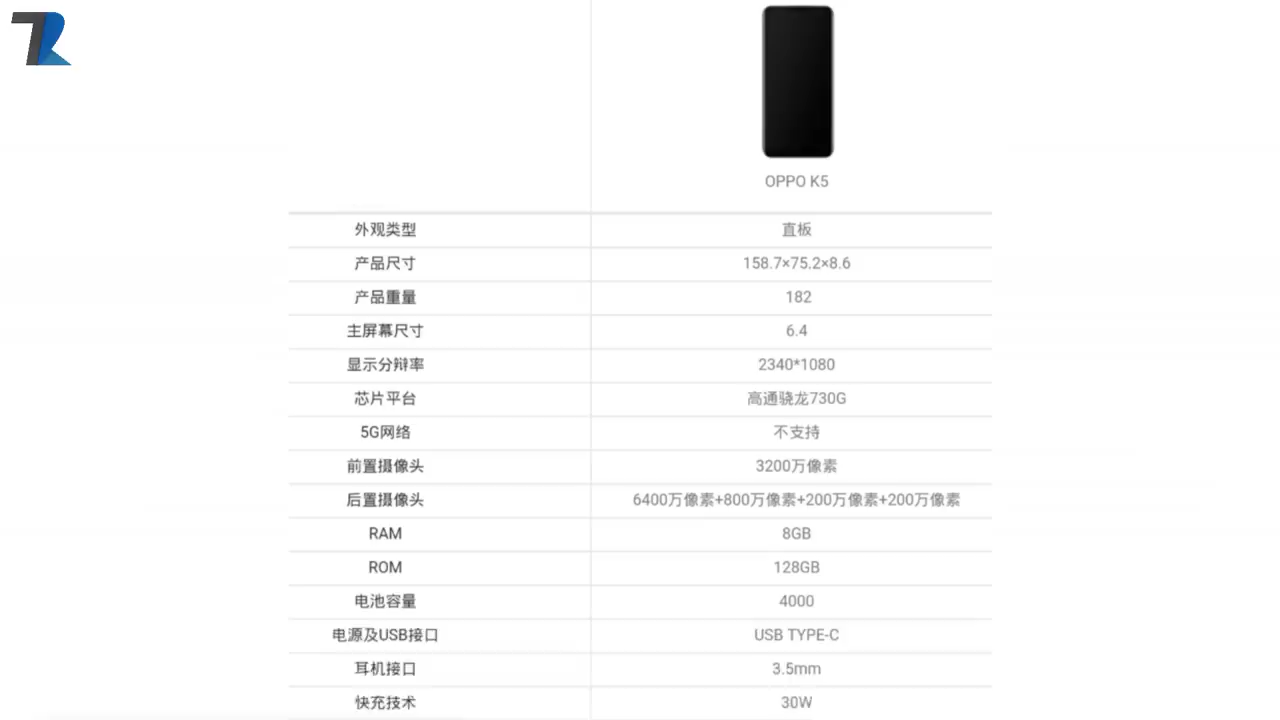 TR
OPPO K5
外观类型 直板
产品尺寸 158.7×75.2×8.6
产品重量 182
主屏幕尺寸 6.4
显示分辩率 2340*1080
芯片平台 高通骁龙730G
5G网络 不支持
前置摄像头 3200万像素
后置摄像头 6400万像素+800万像素+200万像素+200万像素
RAM 8GB
ROM 128GB
电池容量 4000
电源及USB接口 USB TYPE-C
耳机接口 3.5mm
快充技术 30W